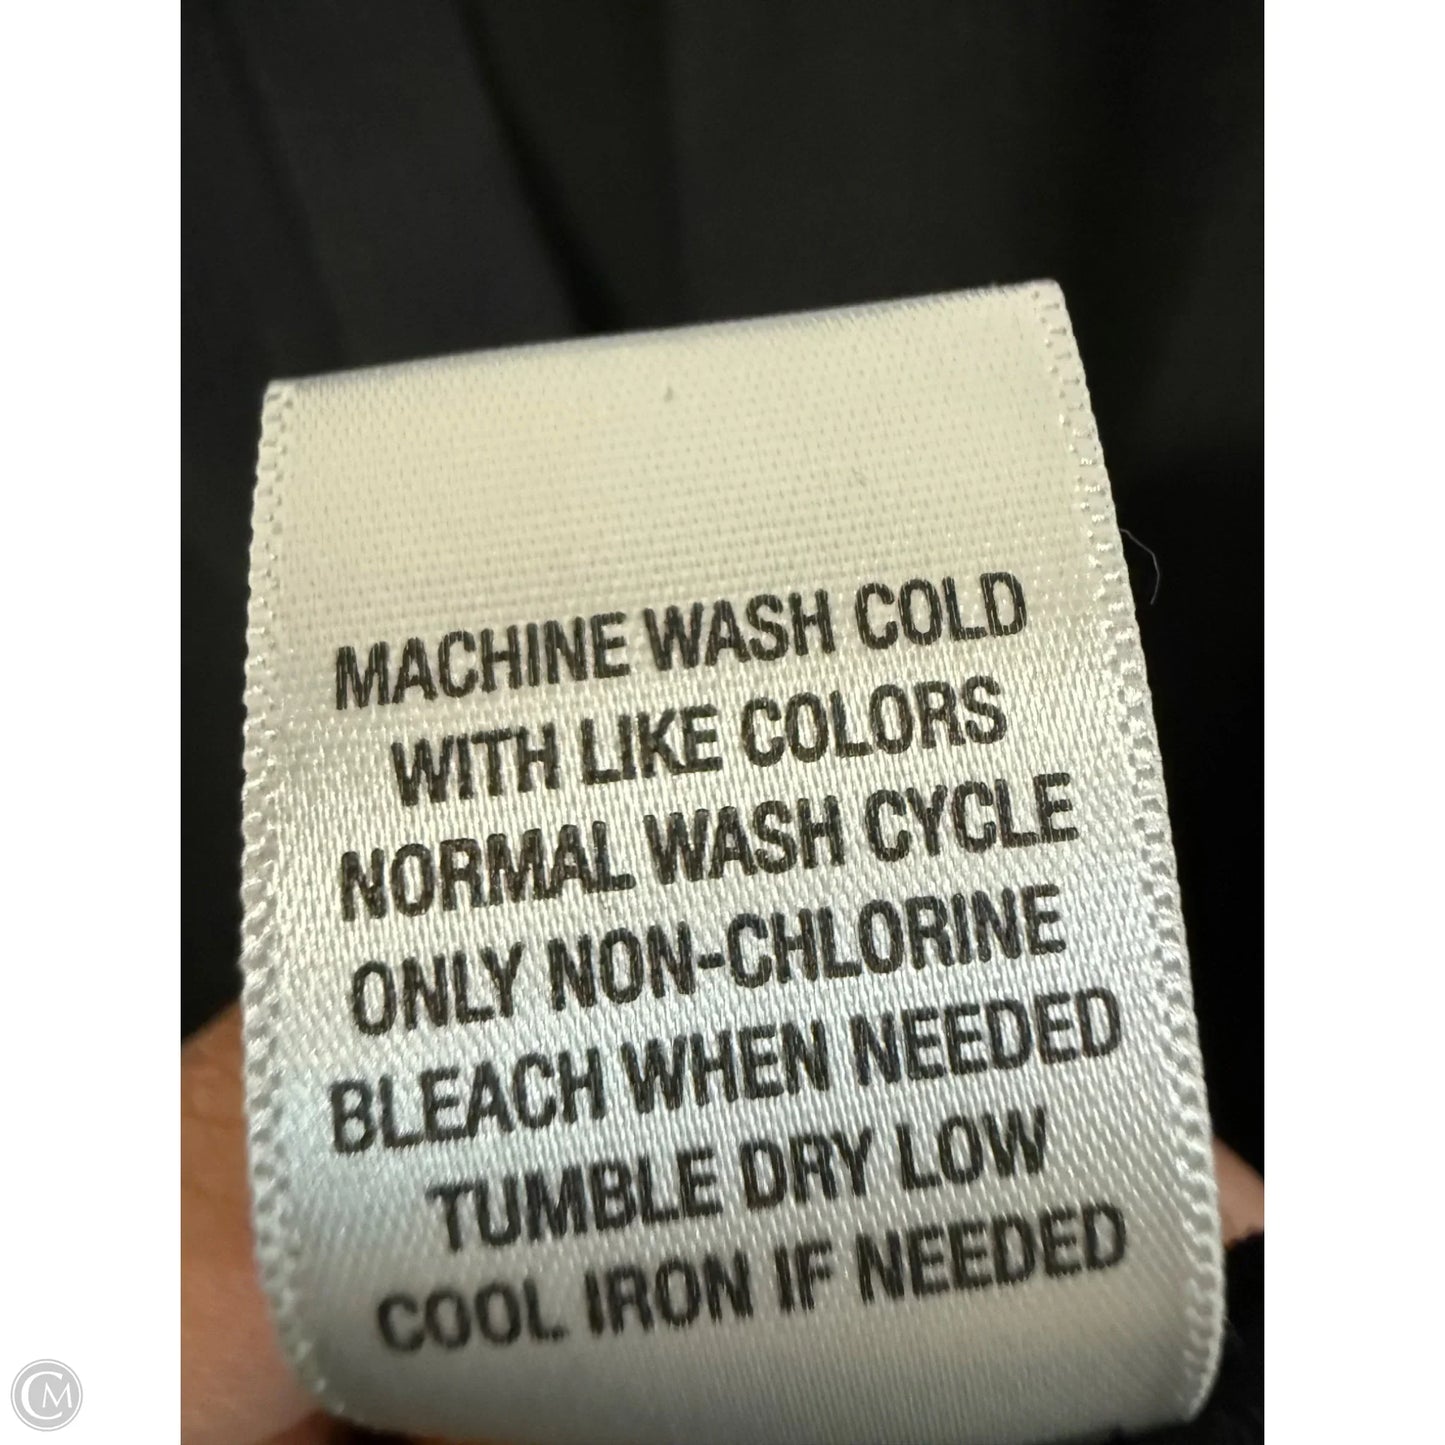 MACHINE WASH COLD
WITH LIKE COLORS
NORMAL WASH CYCLE
ONLY NON-CHLORINE
BLEACH WHEN NEEDED
TUMBLE DRY LOW
COOL IRON IF NEEDED
CM